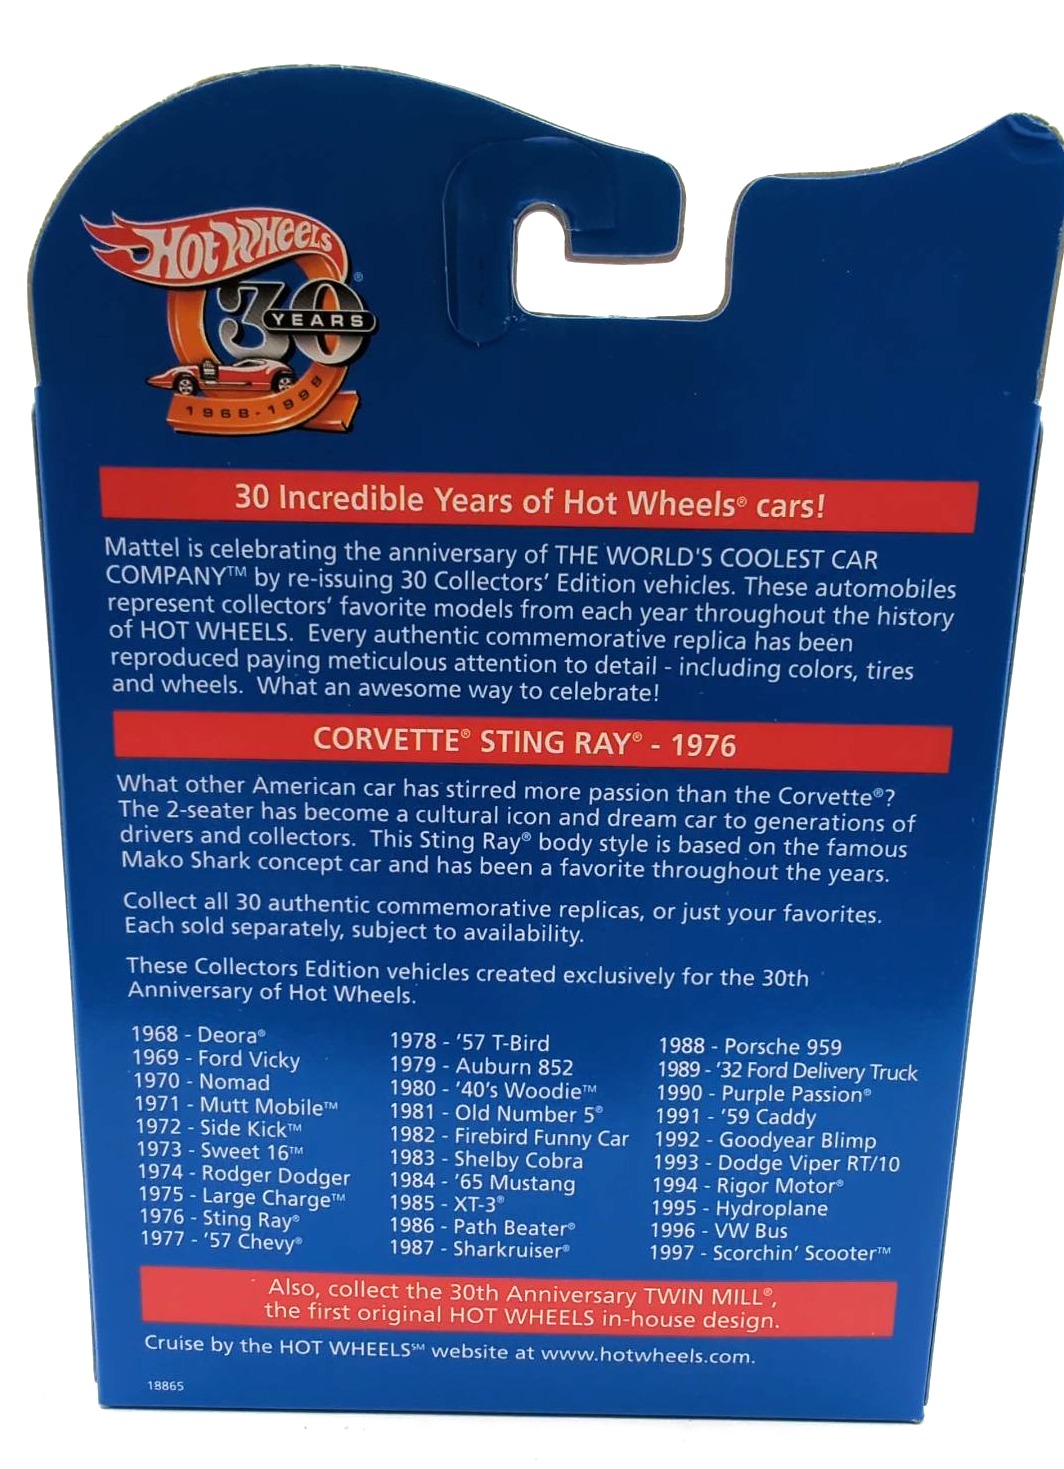 HOT WHEELS®
30
YEARS
1968-1998
30 Incredible Years of Hot Wheels® cars!
Mattel is celebrating the anniversary of THE WORLD'S COOLEST CAR
COMPANY™ by re-issuing 30 Collectors' Edition vehicles. These automobiles
represent collectors' favorite models from each year throughout the history
of HOT WHEELS. Every authentic commemorative replica has been
reproduced paying meticulous attention to detail - including colors, tires
and wheels. What an awesome way to celebrate!
CORVETTE® STING RAY® - 1976
What other American car has stirred more passion than the Corvette®?
The 2-seater has become a cultural icon and dream car to generations of
drivers and collectors. This Sting Ray® body style is based on the famous
Mako Shark concept car and has been a favorite throughout the years.
Collect all 30 authentic commemorative replicas, or just your favorites.
Each sold separately, subject to availability.
These Collectors Edition vehicles created exclusively for the 30th
Anniversary of Hot Wheels.
1968 - Deora®
1969 - Ford Vicky
1970 - Nomad
1971 - Mutt Mobile™
1972 - Side Kick™
1973 - Sweet 16™
1974 - Rodger Dodger
1975 - Large Charge™
1976 - Sting Ray®
1977 - '57 Chevy®
1978 - '57 T-Bird
1979 - Auburn 852
1980 - '40's Woodie™
1981 - Old Number 5®
1982 - Firebird Funny Car
1983 - Shelby Cobra
1984 - '65 Mustang
1985 - XT-3®
1986 - Path Beater®
1987 - Sharkruiser®
1988 - Porsche 959
1989 - '32 Ford Delivery Truck
1990 - Purple Passion®
1991 - '59 Caddy
1992 - Goodyear Blimp
1993 - Dodge Viper RT/10
1994 - Rigor Motor®
1995 - Hydroplane
1996 - VW Bus
1997 - Scorchin' Scooter™
Also, collect the 30th Anniversary TWIN MILL®,
the first original HOT WHEELS in-house design.
Cruise by the HOT WHEELS℠ website at www.hotwheels.com.
18865